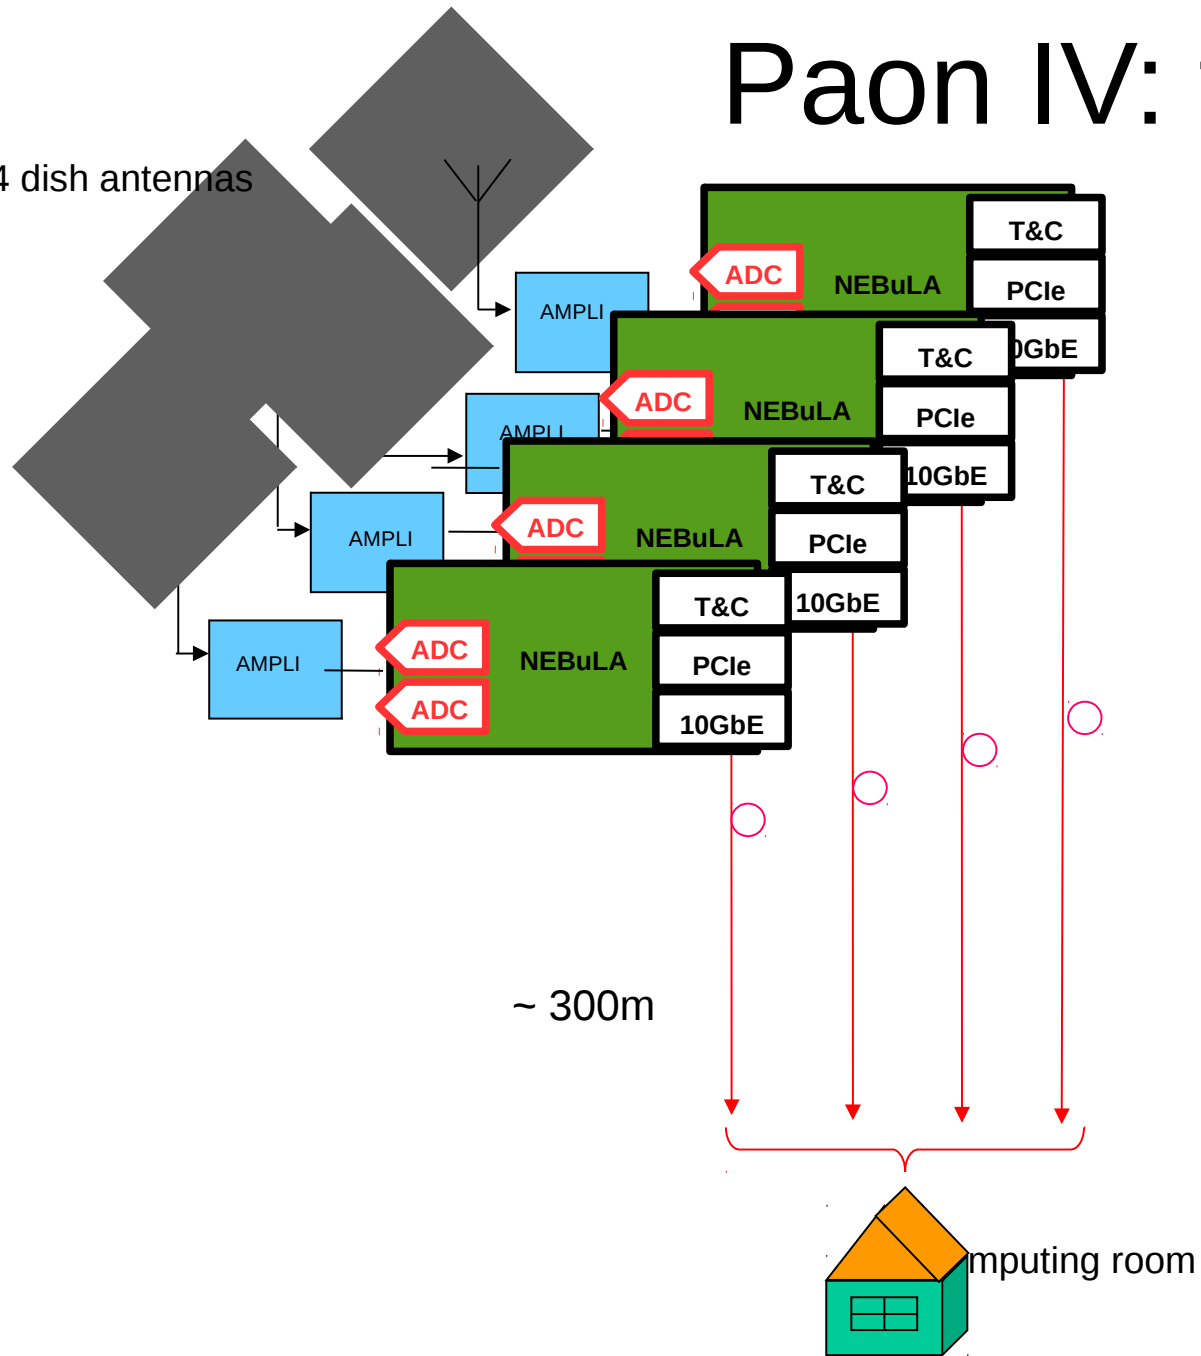 Paon IV:
4 dish antennas
T&C
ADC
NEBuLA
PCIe
0GbE
AMPLI
T&C
ADC
NEBuLA
PCIe
10GbE
AMPLI
T&C
ADC
NEBuLA
PCIe
10GbE
AMPLI
T&C
ADC
NEBuLA
PCIe
ADC
10GbE
AMPLI
~ 300m
mputing room